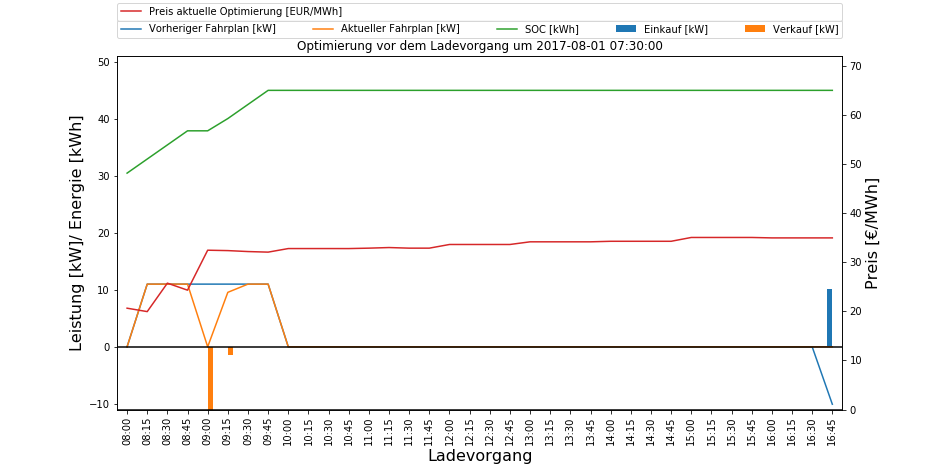 Preis aktuelle Optimierung [EUR/MWh]
Vorheriger Fahrplan [kW] Aktueller Fahrplan [kW] SOC [kWh] Einkauf [kW] Verkauf [kW]
Optimierung vor dem Ladevorgang um 2017-08-01 07:30:00
Leistung [kW]/ Energie [kWh]
50
40
30
20
10
0
−10
70
60
50
40
30
20
10
0
Preis [€/MWh]
08:00 08:15 08:30 08:45 09:00 09:15 09:30 09:45 10:00 10:15 10:30 10:45 11:00 11:15 11:30 11:45 12:00 12:15 12:30 12:45 13:00 13:15 13:30 13:45 14:00 14:15 14:30 14:45 15:00 15:15 15:30 15:45 16:00 16:15 16:30 16:45
Ladevorgang